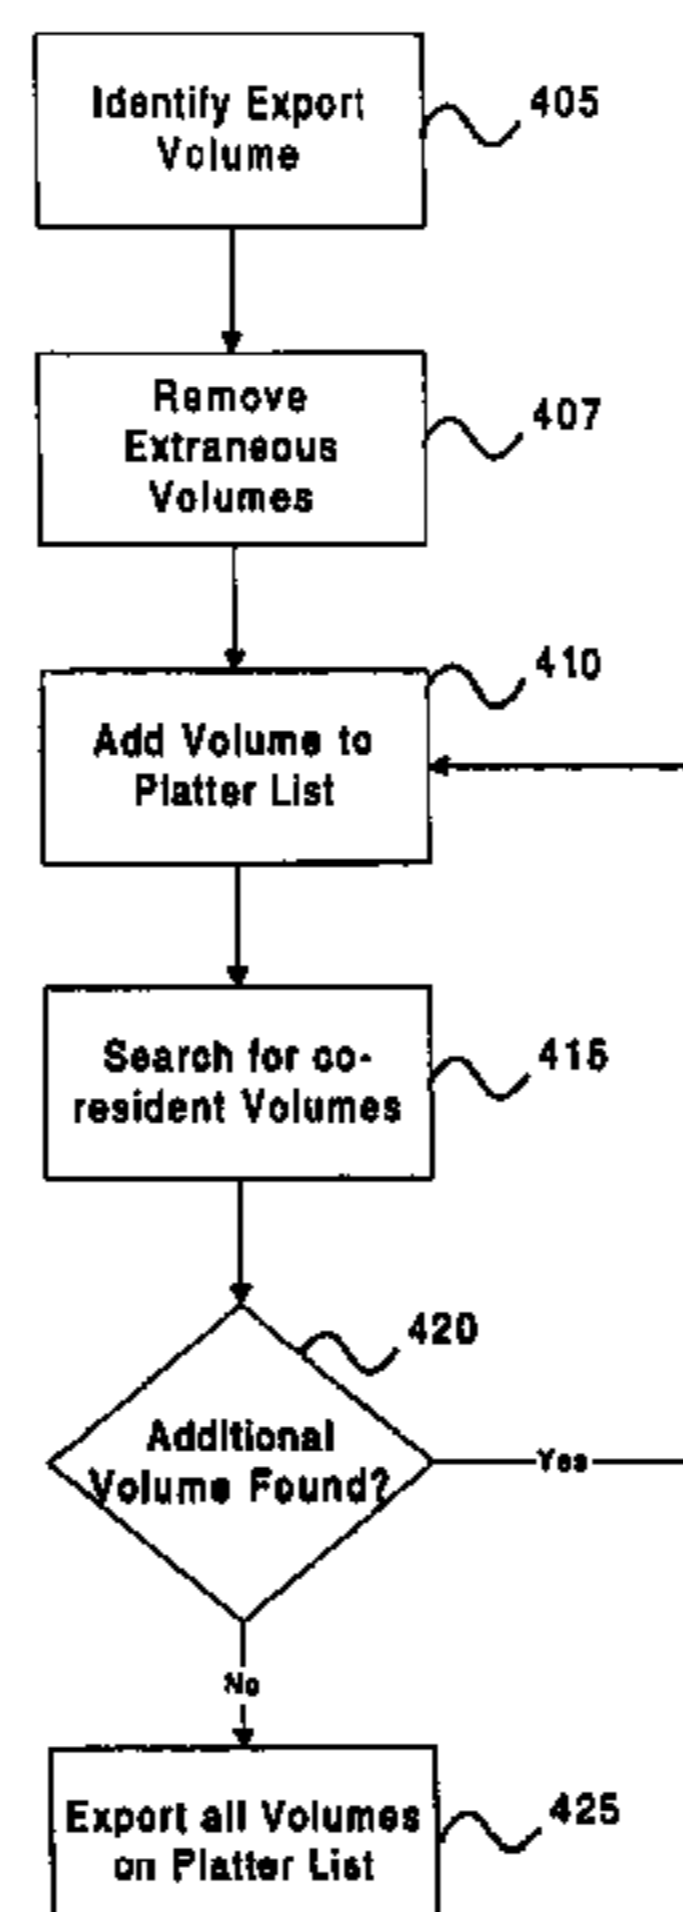 Identify Export
Volume
405
Remove
Extraneous
Volumes
407
410
Add Volume to
Platter List
Search for co-
resident Volumes
415
420
Additional
Volume Found?
Yes
No
Export all Volumes
on Platter List
425